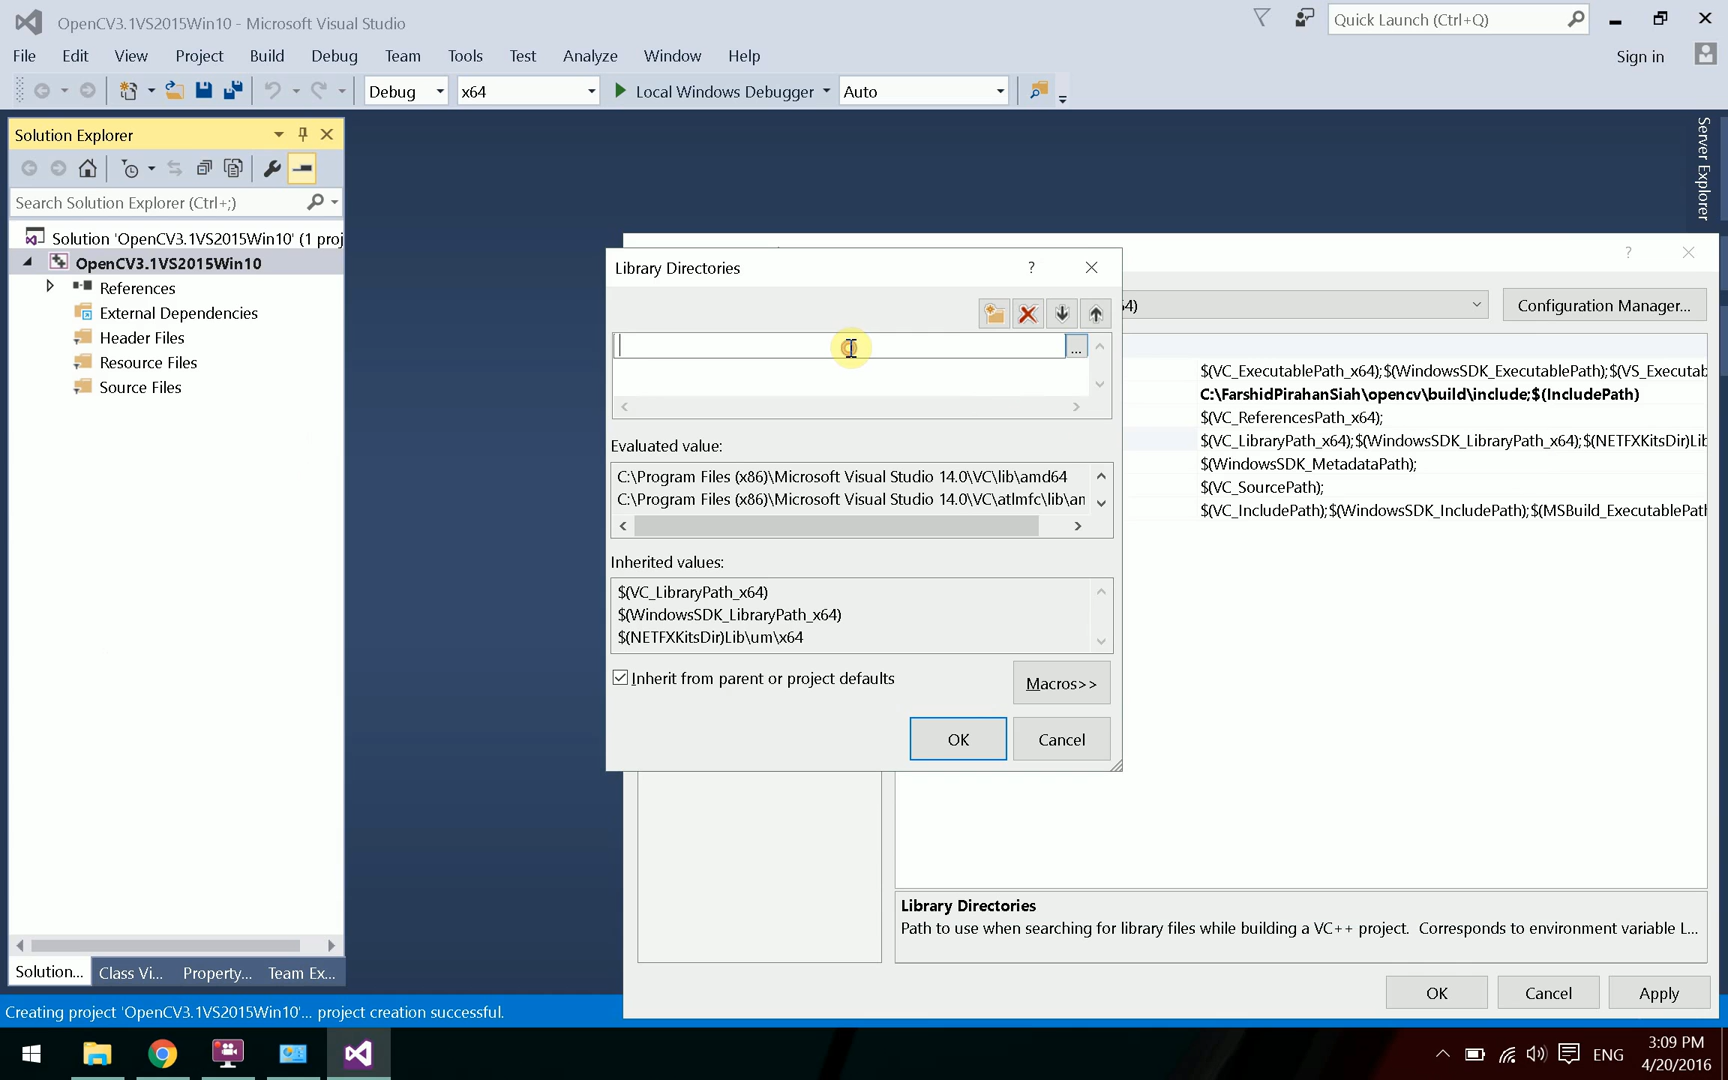 OpenCV3.1VS2015Win10 - Microsoft Visual Studio
Quick Launch (Ctrl+Q)
File Edit View Project Build Debug Team Tools Test Analyze Window Help
Sign in
Debug x64 Local Windows Debugger Auto
Solution Explorer
Search Solution Explorer (Ctrl+;)
Solution 'OpenCV3.1VS2015Win10' (1 proj
OpenCV3.1VS2015Win10
References
External Dependencies
Header Files
Resource Files
Source Files
Server Explorer
Library Directories
?
...
Evaluated value:
C:\Program Files (x86)\Microsoft Visual Studio 14.0\VC\lib\amd64
C:\Program Files (x86)\Microsoft Visual Studio 14.0\VC\atlmfc\lib\an
Inherited values:
$(VC_LibraryPath_x64)
$(WindowsSDK_LibraryPath_x64)
$(NETFXKitsDir)Lib\um\x64
Inherit from parent or project defaults
Macros>>
OK Cancel
?
Configuration Manager...
$(VC_ExecutablePath_x64);$(WindowsSDK_ExecutablePath);$(VS_Executab
C:\FarshidPirahanSiah\opencv\build\include;$(IncludePath)
$(VC_ReferencesPath_x64);
$(VC_LibraryPath_x64);$(WindowsSDK_LibraryPath_x64);$(NETFXKitsDir)Lib
$(WindowsSDK_MetadataPath);
$(VC_SourcePath);
$(VC_IncludePath);$(WindowsSDK_IncludePath);$(MSBuild_ExecutablePath
Library Directories
Path to use when searching for library files while building a VC++ project. Corresponds to environment variable L...
OK Cancel Apply
Solution... Class Vi... Property... Team Ex...
Creating project 'OpenCV3.1VS2015Win10'... project creation successful.
ENG
3:09 PM
4/20/2016